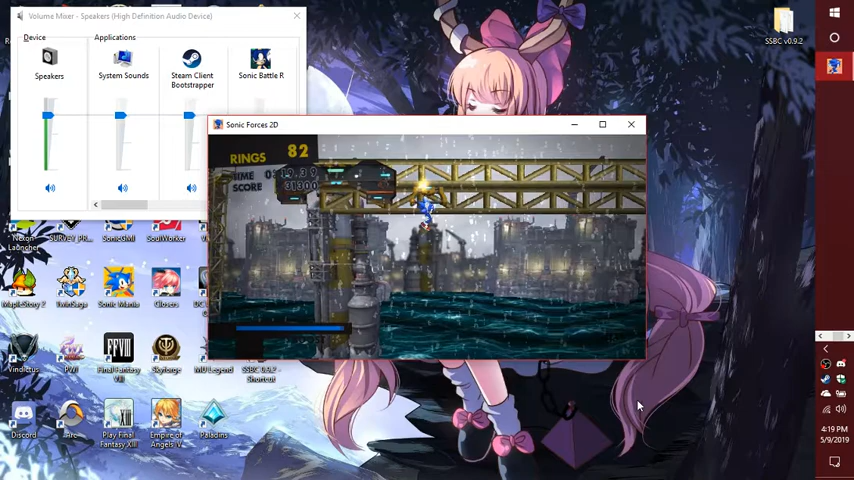 Volume Mixer - Speakers (High Definition Audio Device)
Device
Applications
Speakers
System Sounds
Steam Client
Bootstrapper
Sonic Battle R
SSBC v0.9.2
Sonic Forces 2D
RINGS 82
TIME
SCORE 31300
Nexon
Launcher
SURVEY_PR...
SonicGMI
SoulWorker
MapleStory 2
TwinSaga
Sonic Mania
Closers
Vindictus
PWI
Final Fantasy
VIII
Skyforge
MU Legend
SSBC 0.9.2 -
Shortcut
Discord
Arc
Play Final
Fantasy XIII
Empire of
Angels IV
Paladins
4:19 PM
5/9/2019